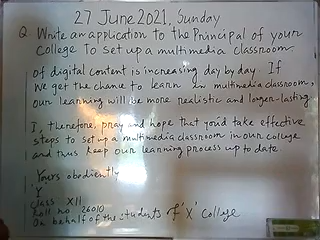 27 June 2021, Sunday
Q Write an application to the Principal of your
College to set up a multimedia classroom
of digital content is increasing day by day. If
We get the chance to learn in multimedia classroom,
our learning will be more realistic and longer-lasting.
I, therefore, pray and hope that you'd take effective
steps to set up a multimedia classroom in our college
and thus keep our learning process up to date.
Yours obediently
'Y'
class XII
Roll no 26010
On behalf of the students of 'X' college